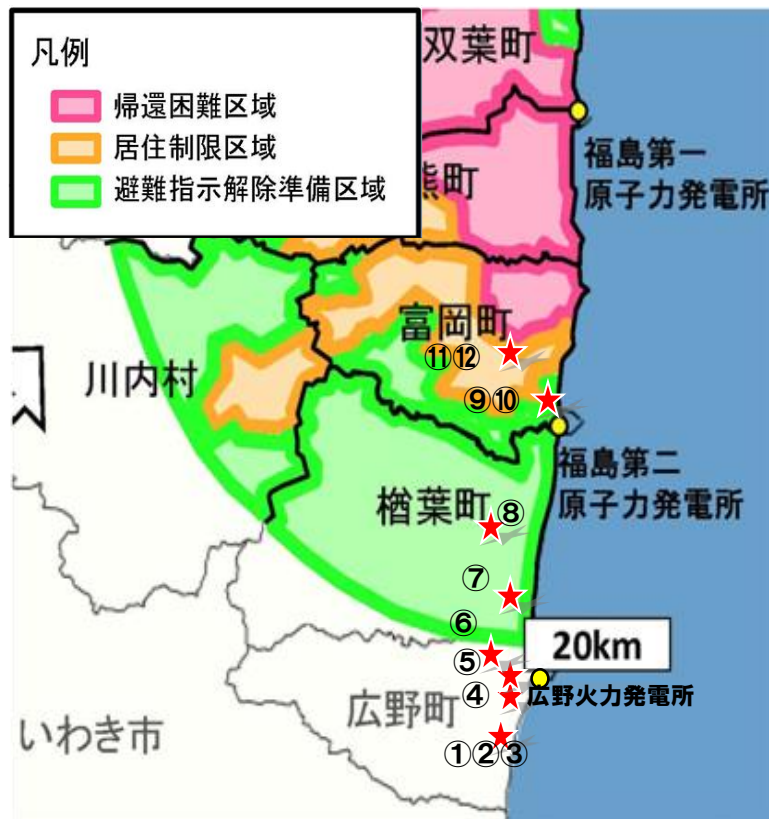 凡例
帰還困難区域
居住制限区域
避難指示解除準備区域
双葉町
福島第一
原子力発電所
熊町
富岡町
⑪⑫
川内村
⑨⑩
福島第二
原子力発電所
楢葉町
⑧
⑦
⑥
20km
⑤
④
広野火力発電所
広野町
いわき市
①②③